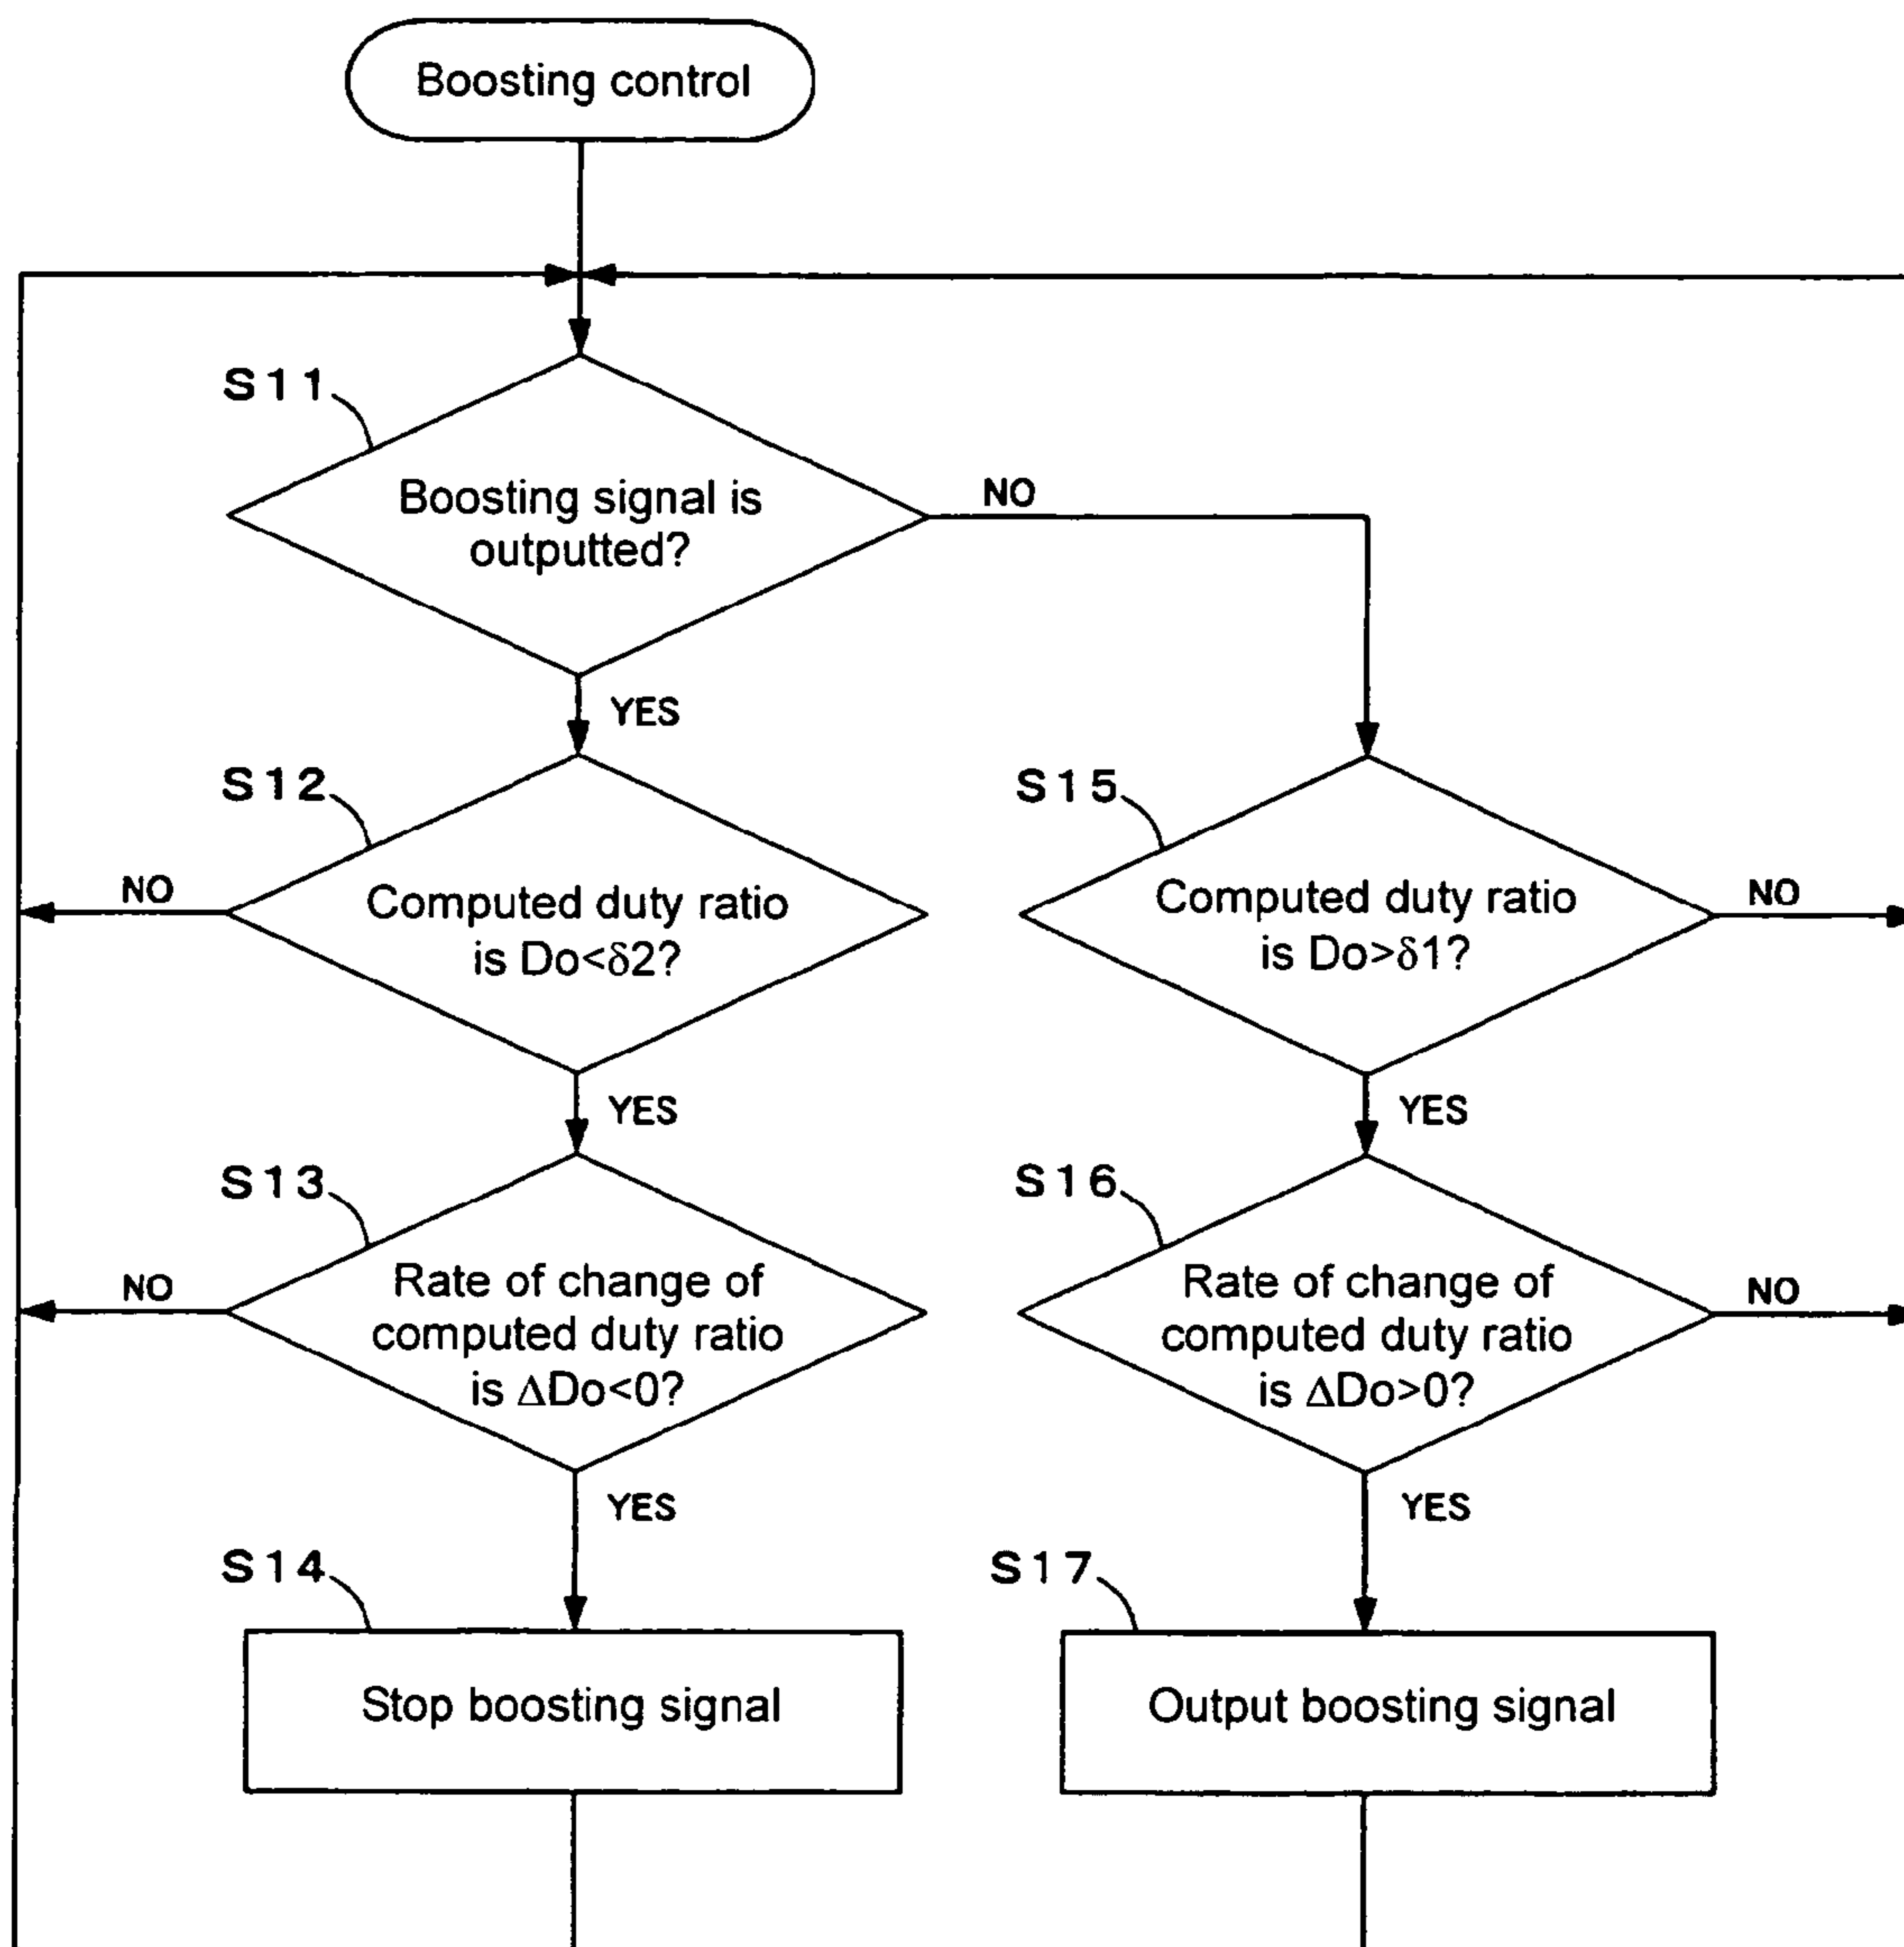 Boosting control
S11
Boosting signal is
outputted?
NO
YES
S12
Computed duty ratio
is Do<δ2?
NO
YES
S15
Computed duty ratio
is Do>δ1?
NO
YES
S13
Rate of change of
computed duty ratio
is ΔDo<0?
NO
YES
S16
Rate of change of
computed duty ratio
is ΔDo>0?
NO
YES
S14
Stop boosting signal
S17
Output boosting signal